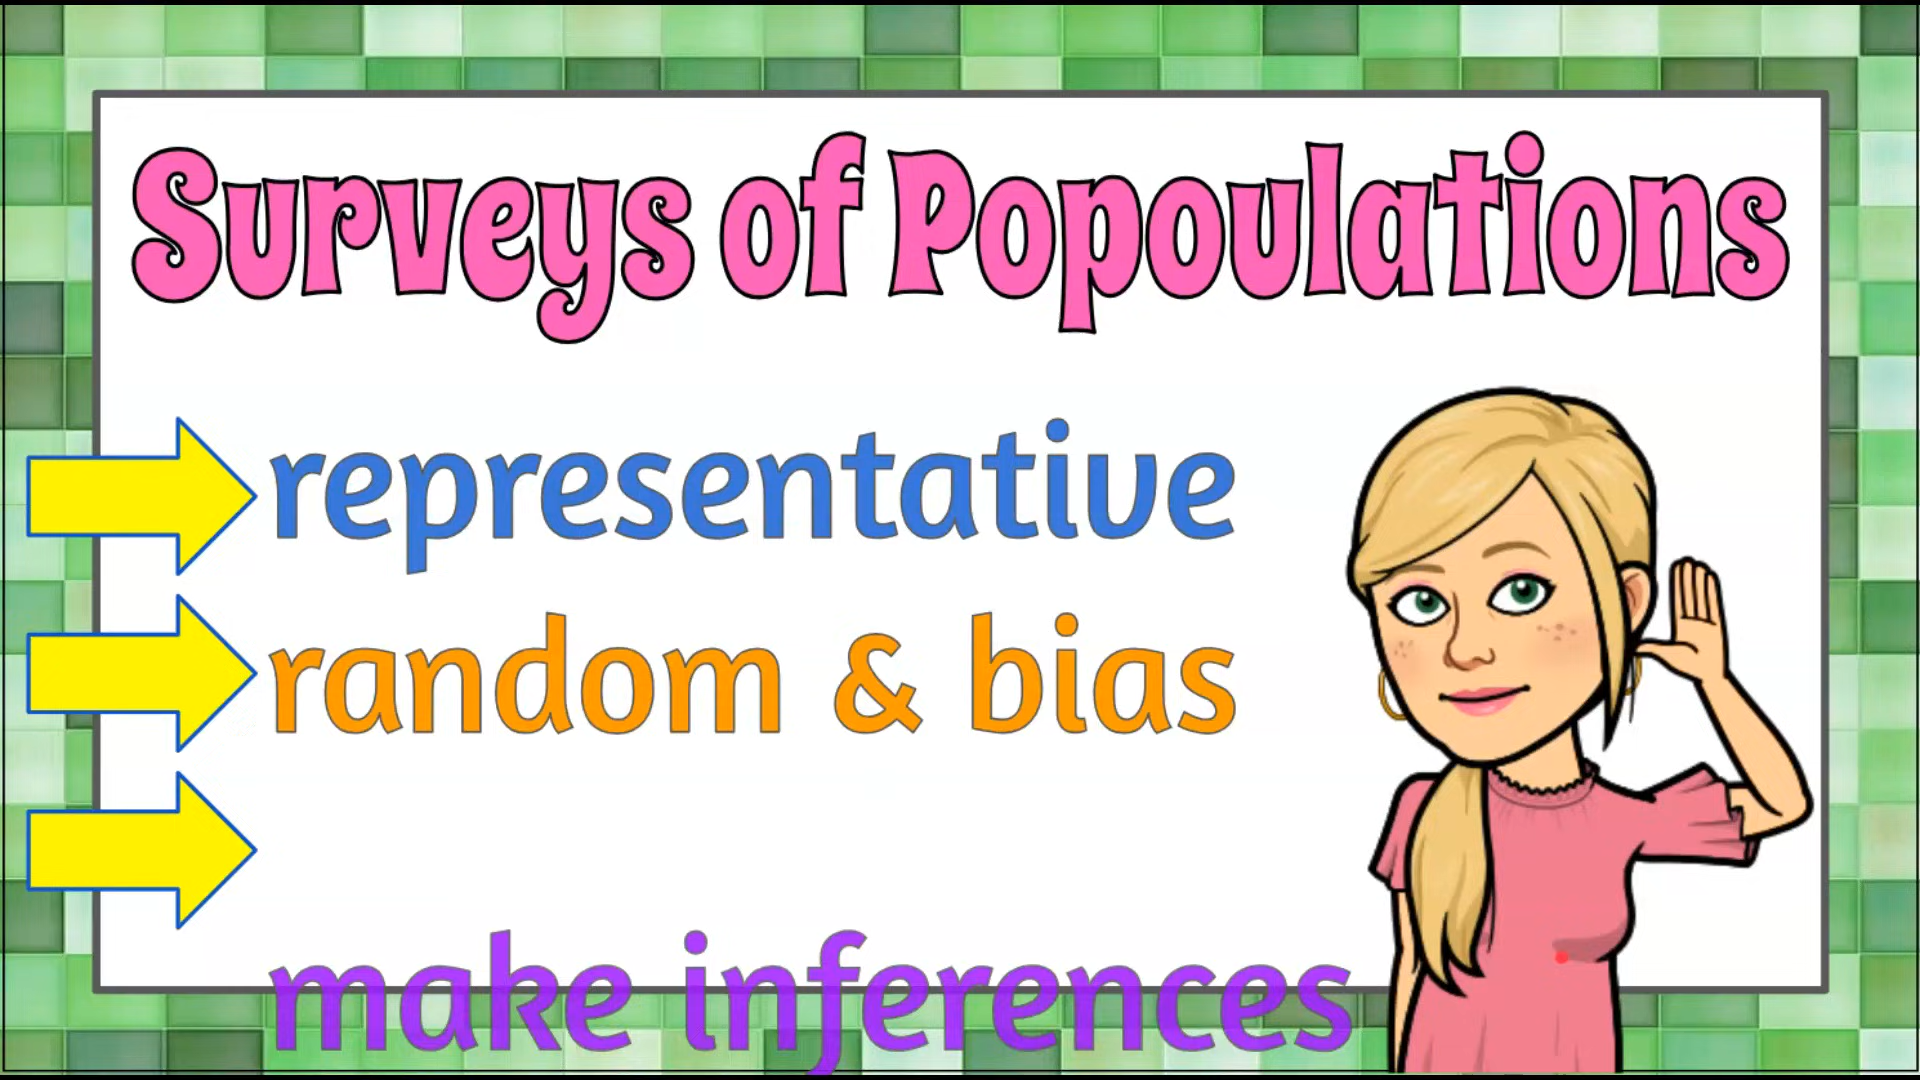 Surveys of Popoulations
representative
random & bias
make inferences